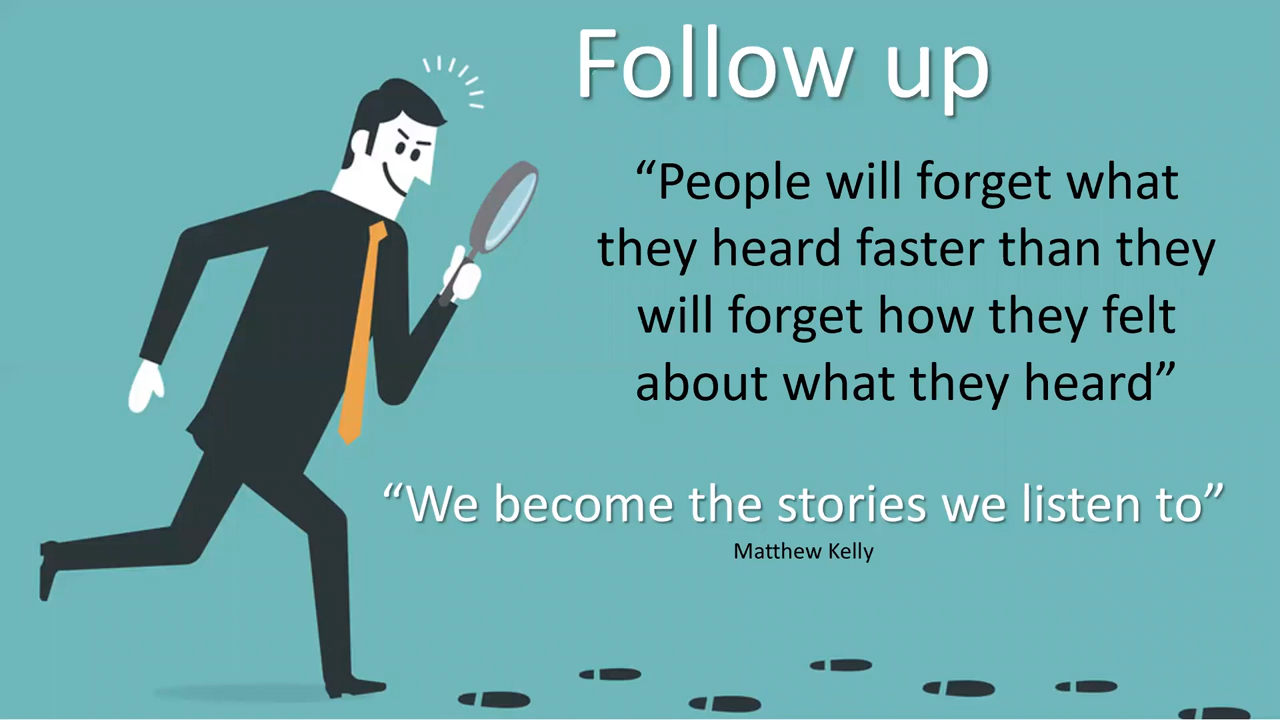 Follow up
“People will forget what
they heard faster than they
will forget how they felt
about what they heard”
“We become the stories we listen to”
Matthew Kelly